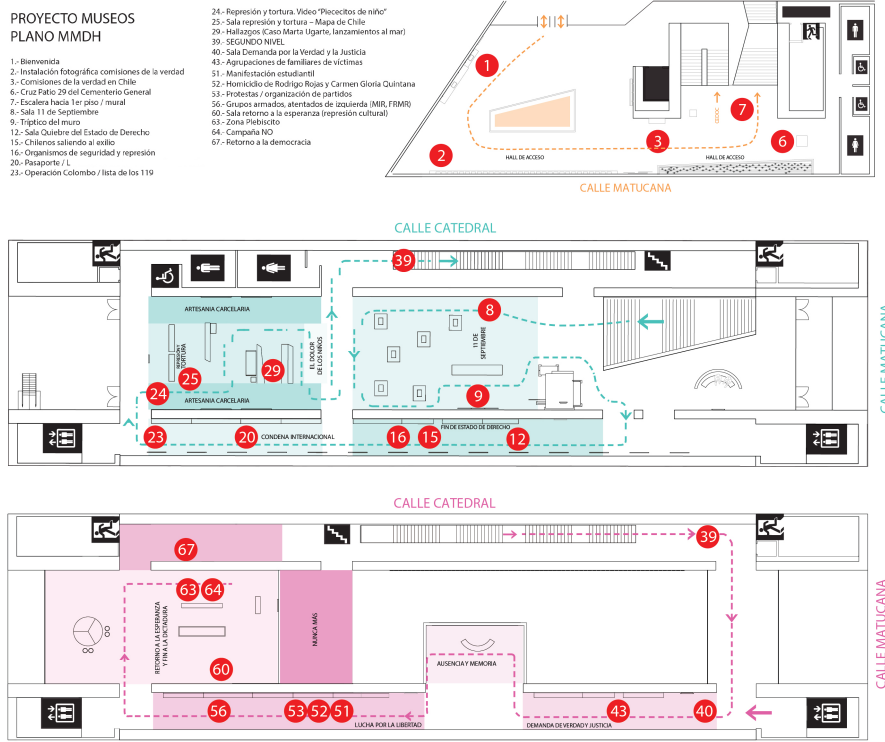 PROYECTO MUSEOS
PLANO MMDH
1.- Bienvenida
2.- Instalación fotográfica comisiones de la verdad
3.- Comisiones de la verdad en Chile
6.- Cruz Patio 29 del Cementerio General
7.- Escalera hacia 1er piso / mural
8.- Sala 11 de Septiembre
9.- Tríptico del muro
12.- Sala Quiebre del Estado de Derecho
15.- Chilenos saliendo al exilio
16.- Organismos de seguridad y represión
20.- Pasaporte / L
23.- Operación Colombo / lista de los 119
24.- Represión y tortura. Video "Piececitos de niño"
25.- Sala represión y tortura – Mapa de Chile
29.- Hallazgos (Caso Marta Ugarte, lanzamientos al mar)
39.- SEGUNDO NIVEL
40.- Sala Demanda por la Verdad y la Justicia
43.- Agrupaciones de familiares de víctimas
51.- Manifestación estudiantil
52.- Homicidio de Rodrigo Rojas y Carmen Gloria Quintana
53.- Protestas / organización de partidos
56.- Grupos armados, atentados de izquierda (MIR, FRMR)
60.- Sala retorno a la esperanza (represión cultural)
63.- Zona Plebiscito
64.- Campaña NO
67.- Retorno a la democracia
1
7
2
3
6
HALL DE ACCESO
HALL DE ACCESO
CALLE MATUCANA
CALLE CATEDRAL
39
8
ARTESANIA CARCELARIA
REPRESIÓN Y
TORTURA
EL DOLOR
DE LOS NIÑOS
11 DE
SEPTIEMBRE
CALLE MATUCANA
29
25
24
9
ARTESANIA CARCELARIA
23
20
CONDENA INTERNACIONAL
16
15
FIN DE ESTADO DE DERECHO
12
CALLE CATEDRAL
39
67
63
64
RETORNO A LA ESPERANZA
Y FIN A LA DICTADURA
NUNCA MÁS
CALLE MATUCANA
60
AUSENCIA Y MEMORIA
56
53
52
51
LUCHA POR LA LIBERTAD
43
40
DEMANDA DE VERDAD Y JUSTICIA